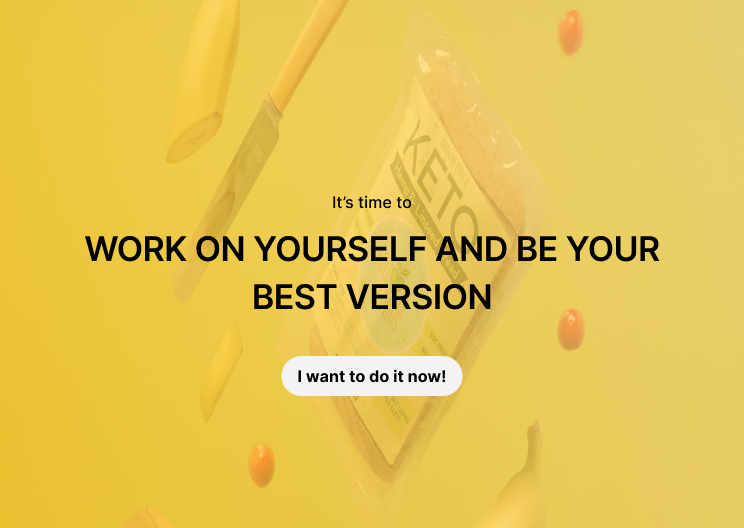 It’s time to
WORK ON YOURSELF AND BE YOUR
BEST VERSION
KETO
I want to do it now!